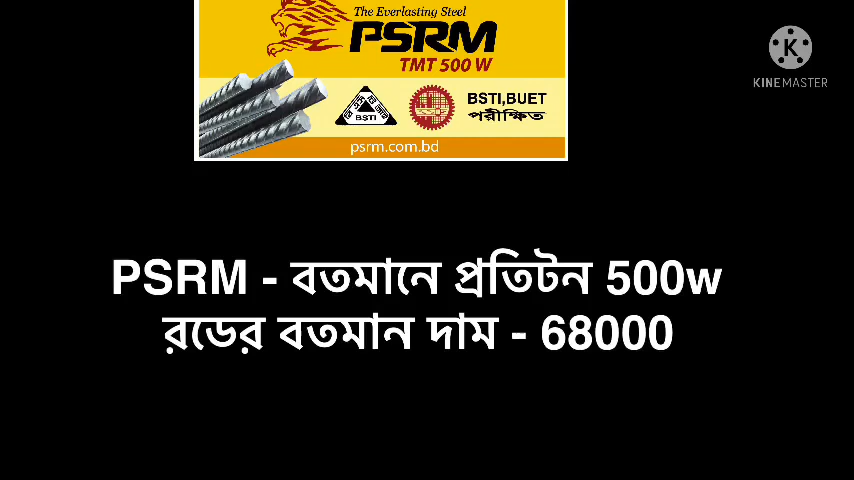 The Everlasting Steel
PSRM
TMT 500 W
BSTI
BSTI,BUET
পরীক্ষিত
psrm.com.bd
K
KINEMASTER
PSRM - বতমানে প্রতিটন 500w
রডের বতমান দাম - 68000